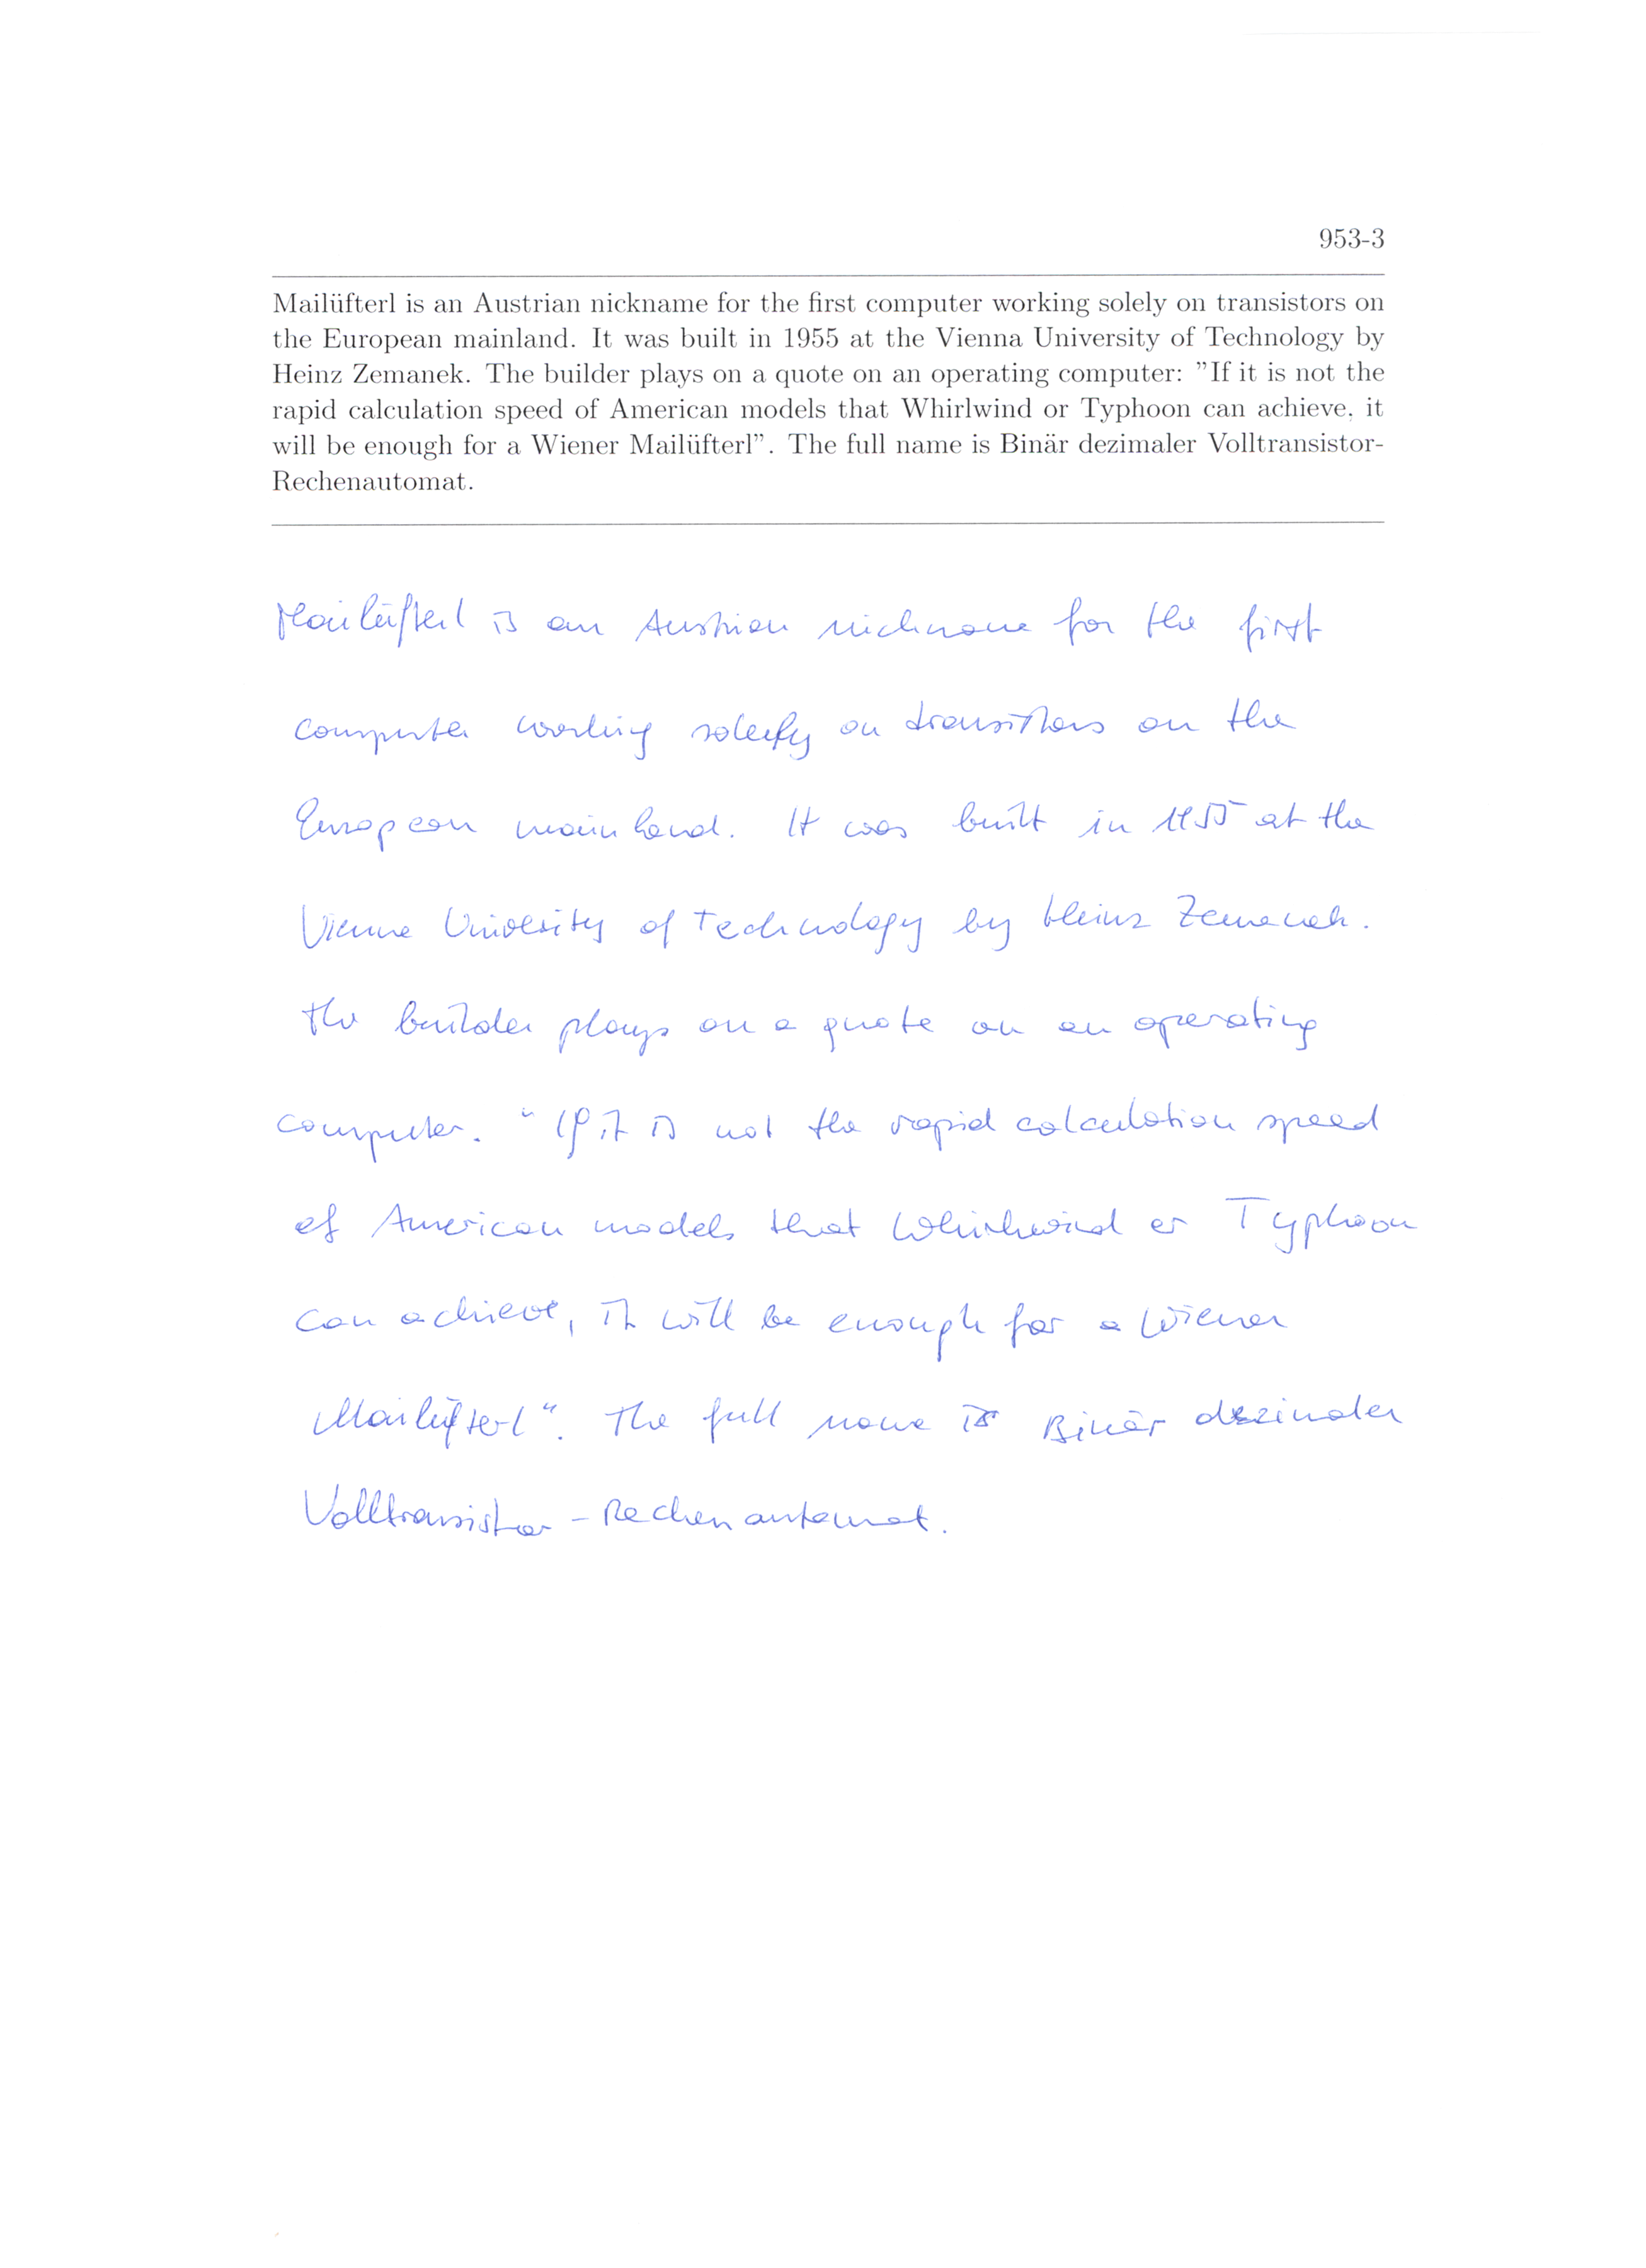 953-3
Mailüfterl is an Austrian nickname for the first computer working solely on transistors on
the European mainland. It was built in 1955 at the Vienna University of Technology by
Heinz Zemanek. The builder plays on a quote on an operating computer: ”If it is not the
rapid calculation speed of American models that Whirlwind or Typhoon can achieve, it
will be enough for a Wiener Mailüfterl”. The full name is Binär dezimaler Volltransistor-
Rechenautomat.
Mailüfterl is an Austrian nickname for the first
computer working solely on transistors on the
European mainland. It was built in 1955 at the
Vienna University of Technology by Heinz Zemanek.
the builder plays on a quote on an operating
computer. "If it is not the rapid calculation speed
of American models that Whirlwind or Typhoon
can achieve, it will be enough for a Wiener
Mailüfterl". The full name is Binär dezimaler
Volltransistor - Rechenautomat.